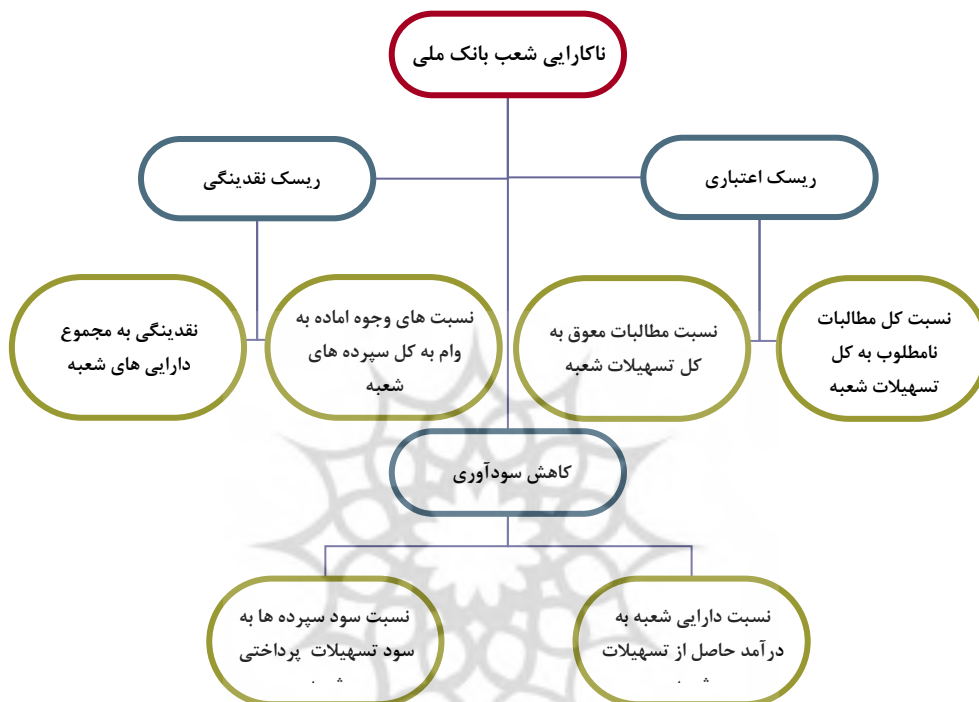 ناکارایی شعب بانک ملی
ریسک اعتباری
ریسک نقدینگی
نسبت کل مطالبات
نامطلوب به کل
تسهیلات شعبه
نسبت مطالبات معوق به
کل تسهیلات شعبه
نسبت های وجوه اماده به
وام به کل سپرده های
شعبه
نقدینگی به مجموع
دارایی های شعبه
کاهش سودآوری
نسبت دارایی شعبه به
درآمد حاصل از تسهیلات
نسبت سود سپرده ها به
سود تسهیلات پرداختی